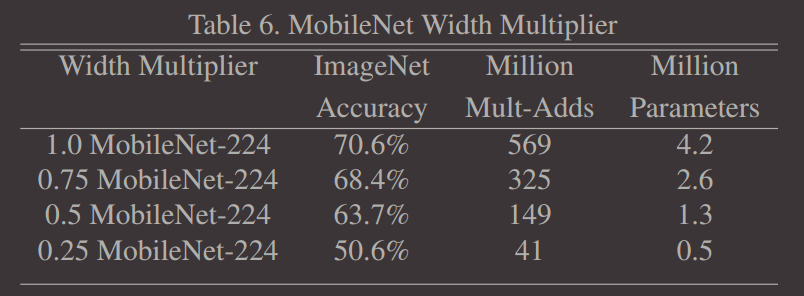 Table 6. MobileNet Width Multiplier
Width Multiplier ImageNet Million Million
Accuracy Mult-Adds Parameters
1.0 MobileNet-224 70.6% 569 4.2
0.75 MobileNet-224 68.4% 325 2.6
0.5 MobileNet-224 63.7% 149 1.3
0.25 MobileNet-224 50.6% 41 0.5